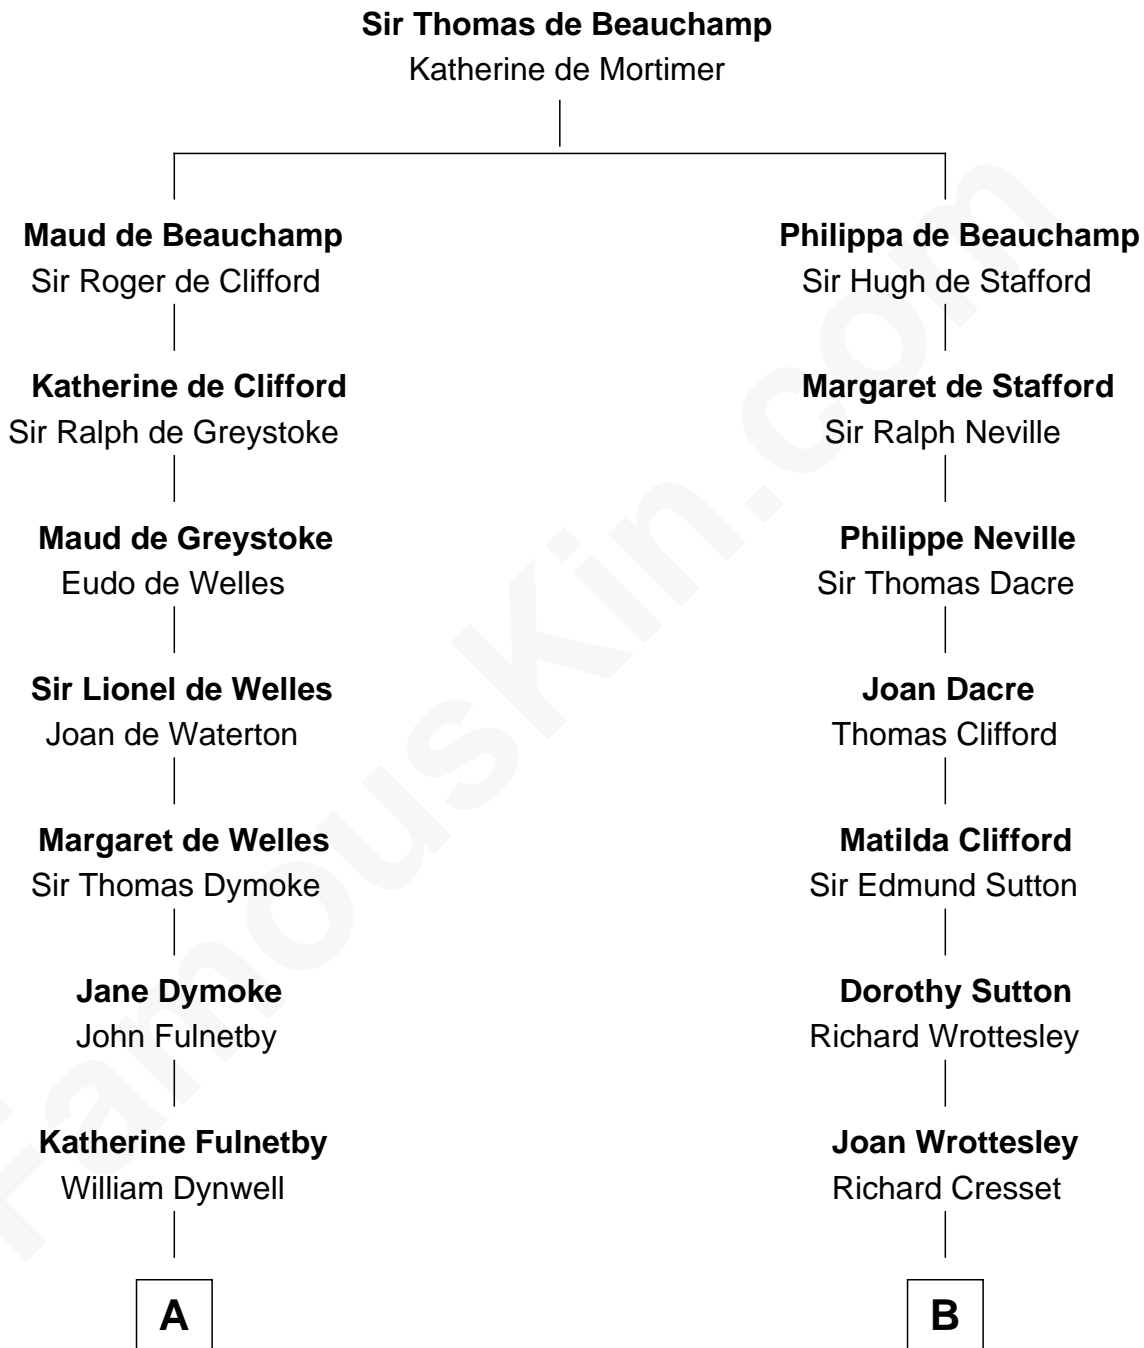 Sir Thomas de Beauchamp
Katherine de Mortimer
Maud de Beauchamp
Sir Roger de Clifford
Katherine de Clifford
Sir Ralph de Greystoke
Maud de Greystoke
Eudo de Welles
Sir Lionel de Welles
Joan de Waterton
Margaret de Welles
Sir Thomas Dymoke
Jane Dymoke
John Fulnetby
Katherine Fulnetby
William Dynwell
A
Philippa de Beauchamp
Sir Hugh de Stafford
Margaret de Stafford
Sir Ralph Neville
Philippe Neville
Sir Thomas Dacre
Joan Dacre
Thomas Clifford
Matilda Clifford
Sir Edmund Sutton
Dorothy Sutton
Richard Wrottesley
Joan Wrottesley
Richard Cresset
B
FamousKin.com